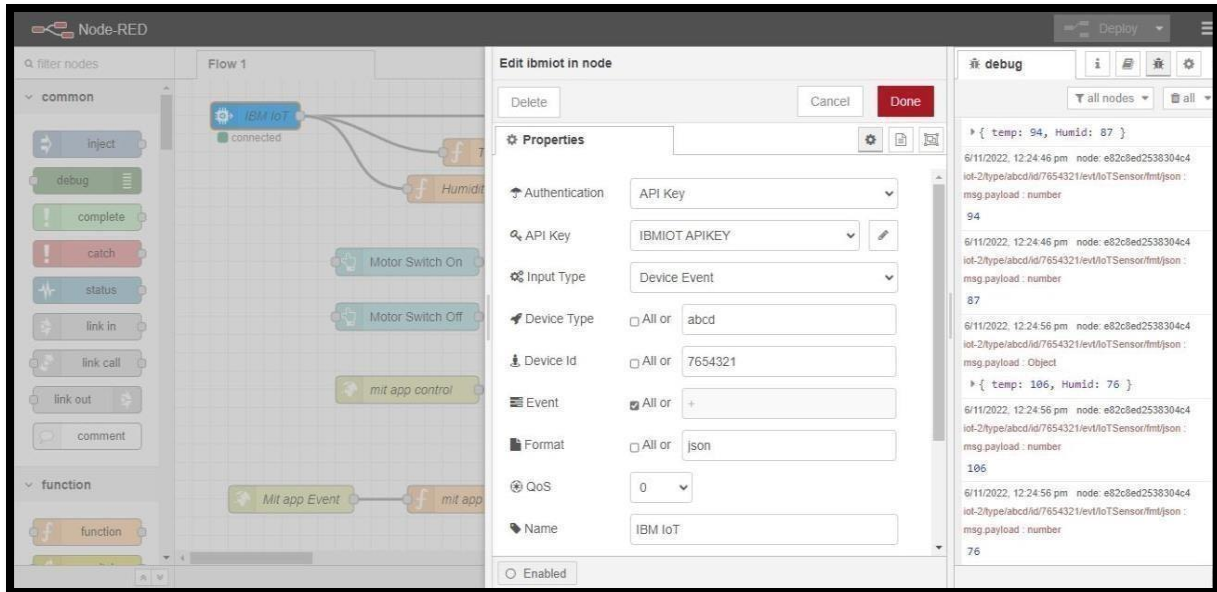 Node-RED
Deploy
filter nodes
Flow 1
common
inject
debug
complete
catch
status
link in
link call
link out
comment
function
function
IBM IoT
connected
T
Humidit
Motor Switch On
Motor Switch Off
mit app control
Mit app Event
mit app
Edit ibmiot in node
Delete
Cancel
Done
Properties
Authentication
API Key
API Key
IBMIOT APIKEY
Input Type
Device Event
Device Type
All or
abcd
Device Id
All or
7654321
Event
All or
+
Format
All or
json
QoS
0
Name
IBM IoT
Enabled
debug
i
all nodes
all
{ temp: 94, Humid: 87 }
6/11/2022, 12:24:46 pm node: e82c8ed2538304c4
iot-2/type/abcd/id/7654321/evt/IoTSensor/fmt/json :
msg.payload : number
94
6/11/2022, 12:24:46 pm node: e82c8ed2538304c4
iot-2/type/abcd/id/7654321/evt/IoTSensor/fmt/json :
msg.payload : number
87
6/11/2022, 12:24:56 pm node: e82c8ed2538304c4
iot-2/type/abcd/id/7654321/evt/IoTSensor/fmt/json :
msg.payload : Object
{ temp: 106, Humid: 76 }
6/11/2022, 12:24:56 pm node: e82c8ed2538304c4
iot-2/type/abcd/id/7654321/evt/IoTSensor/fmt/json :
msg.payload : number
106
6/11/2022, 12:24:56 pm node: e82c8ed2538304c4
iot-2/type/abcd/id/7654321/evt/IoTSensor/fmt/json :
msg.payload : number
76